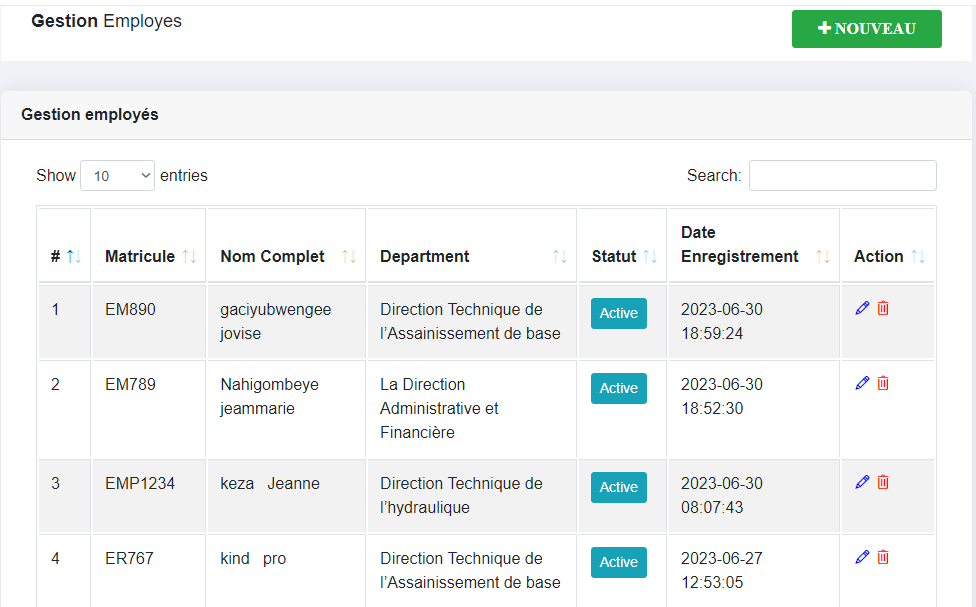 Gestion Employes
NOUVEAU
Gestion employés
Show 10 entries
Search:
# Matricule Nom Complet Department Statut Date Enregistrement Action
1 EM890 gaciyubwengee jovise Direction Technique de l’Assainissement de base Active 2023-06-30 18:59:24
2 EM789 Nahigombeye jeammarie La Direction Administrative et Financière Active 2023-06-30 18:52:30
3 EMP1234 keza Jeanne Direction Technique de l’hydraulique Active 2023-06-30 08:07:43
4 ER767 kind pro Direction Technique de l’Assainissement de base Active 2023-06-27 12:53:05